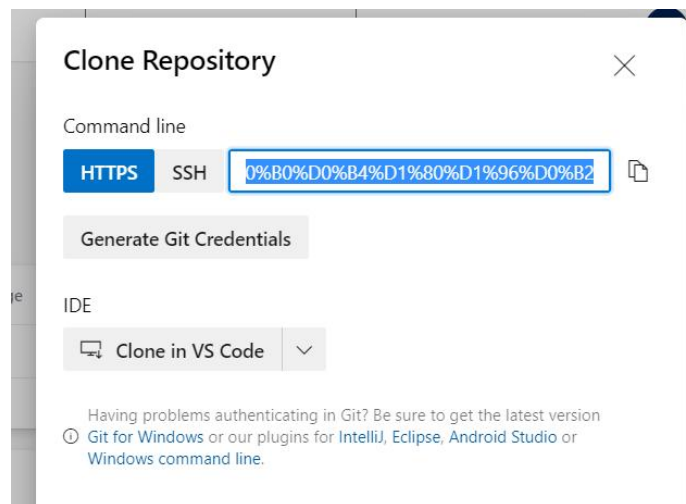 Clone Repository
Command line
HTTPS SSH 0%B0%D0%B4%D1%80%D1%96%D0%B2
Generate Git Credentials
IDE
Clone in VS Code
Having problems authenticating in Git? Be sure to get the latest version
Git for Windows or our plugins for IntelliJ, Eclipse, Android Studio or
Windows command line.